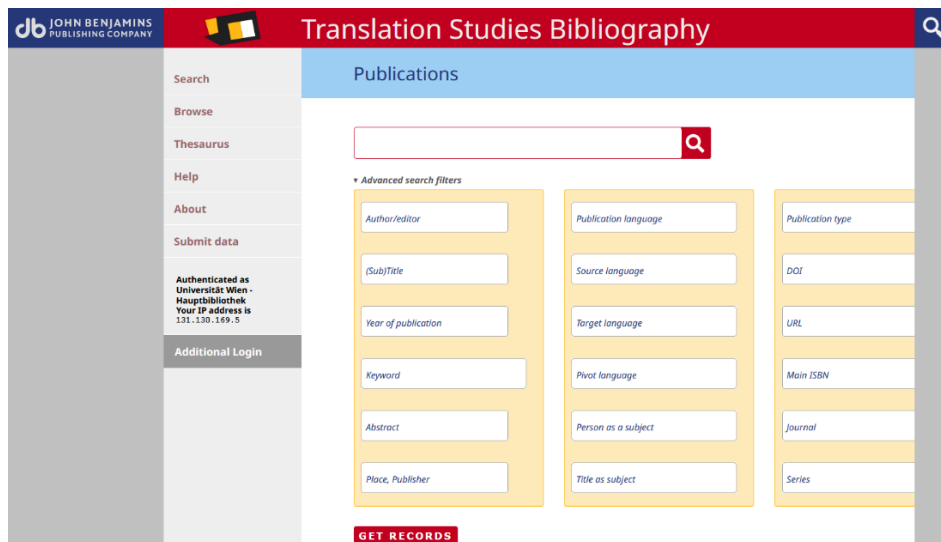 JOHN BENJAMINS
PUBLISHING COMPANY
Translation Studies Bibliography
Search
Browse
Thesaurus
Help
About
Submit data
Authenticated as
Universität Wien -
Hauptbibliothek
Your IP address is
131.130.169.5
Additional Login
Publications
▾ Advanced search filters
Author/editor
(Sub)Title
Year of publication
Keyword
Abstract
Place, Publisher
Publication language
Source language
Target language
Pivot language
Person as a subject
Title as subject
Publication type
DOI
URL
Main ISBN
Journal
Series
GET RECORDS